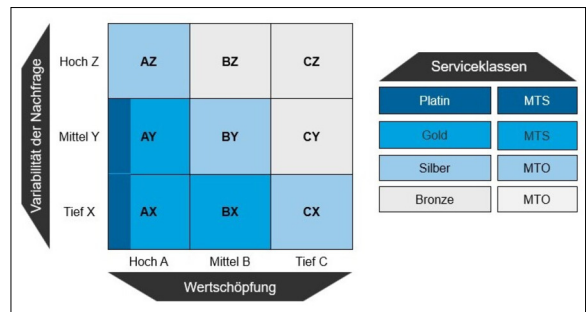 Variabilität der Nachfrage
Hoch Z
AZ
BZ
CZ
Mittel Y
AY
BY
CY
Tief X
AX
BX
CX
Hoch A
Mittel B
Tief C
Wertschöpfung
Serviceklassen
Platin
MTS
Gold
MTS
Silber
MTO
Bronze
MTO